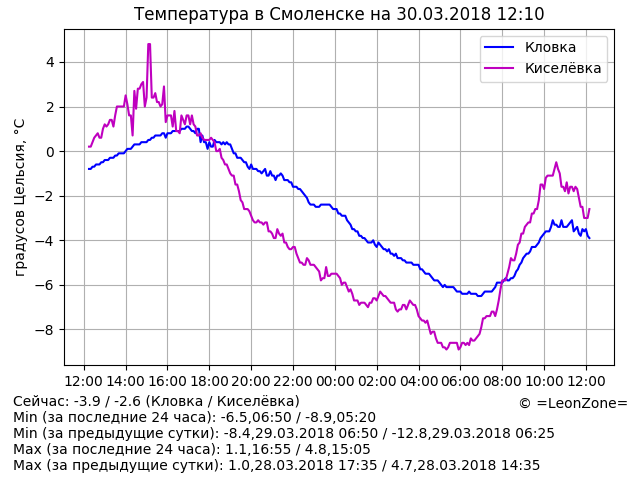 Температура в Смоленске на 30.03.2018 12:10
Кловка
Киселёвка
градусов Цельсия, °C
4
2
0
−2
−4
−6
−8
12:00 14:00 16:00 18:00 20:00 22:00 00:00 02:00 04:00 06:00 08:00 10:00 12:00
Сейчас: -3.9 / -2.6 (Кловка / Киселёвка)
© =LeonZone=
Min (за последние 24 часа): -6.5,06:50 / -8.9,05:20
Min (за предыдущие сутки): -8.4,29.03.2018 06:50 / -12.8,29.03.2018 06:25
Max (за последние 24 часа): 1.1,16:55 / 4.8,15:05
Max (за предыдущие сутки): 1.0,28.03.2018 17:35 / 4.7,28.03.2018 14:35